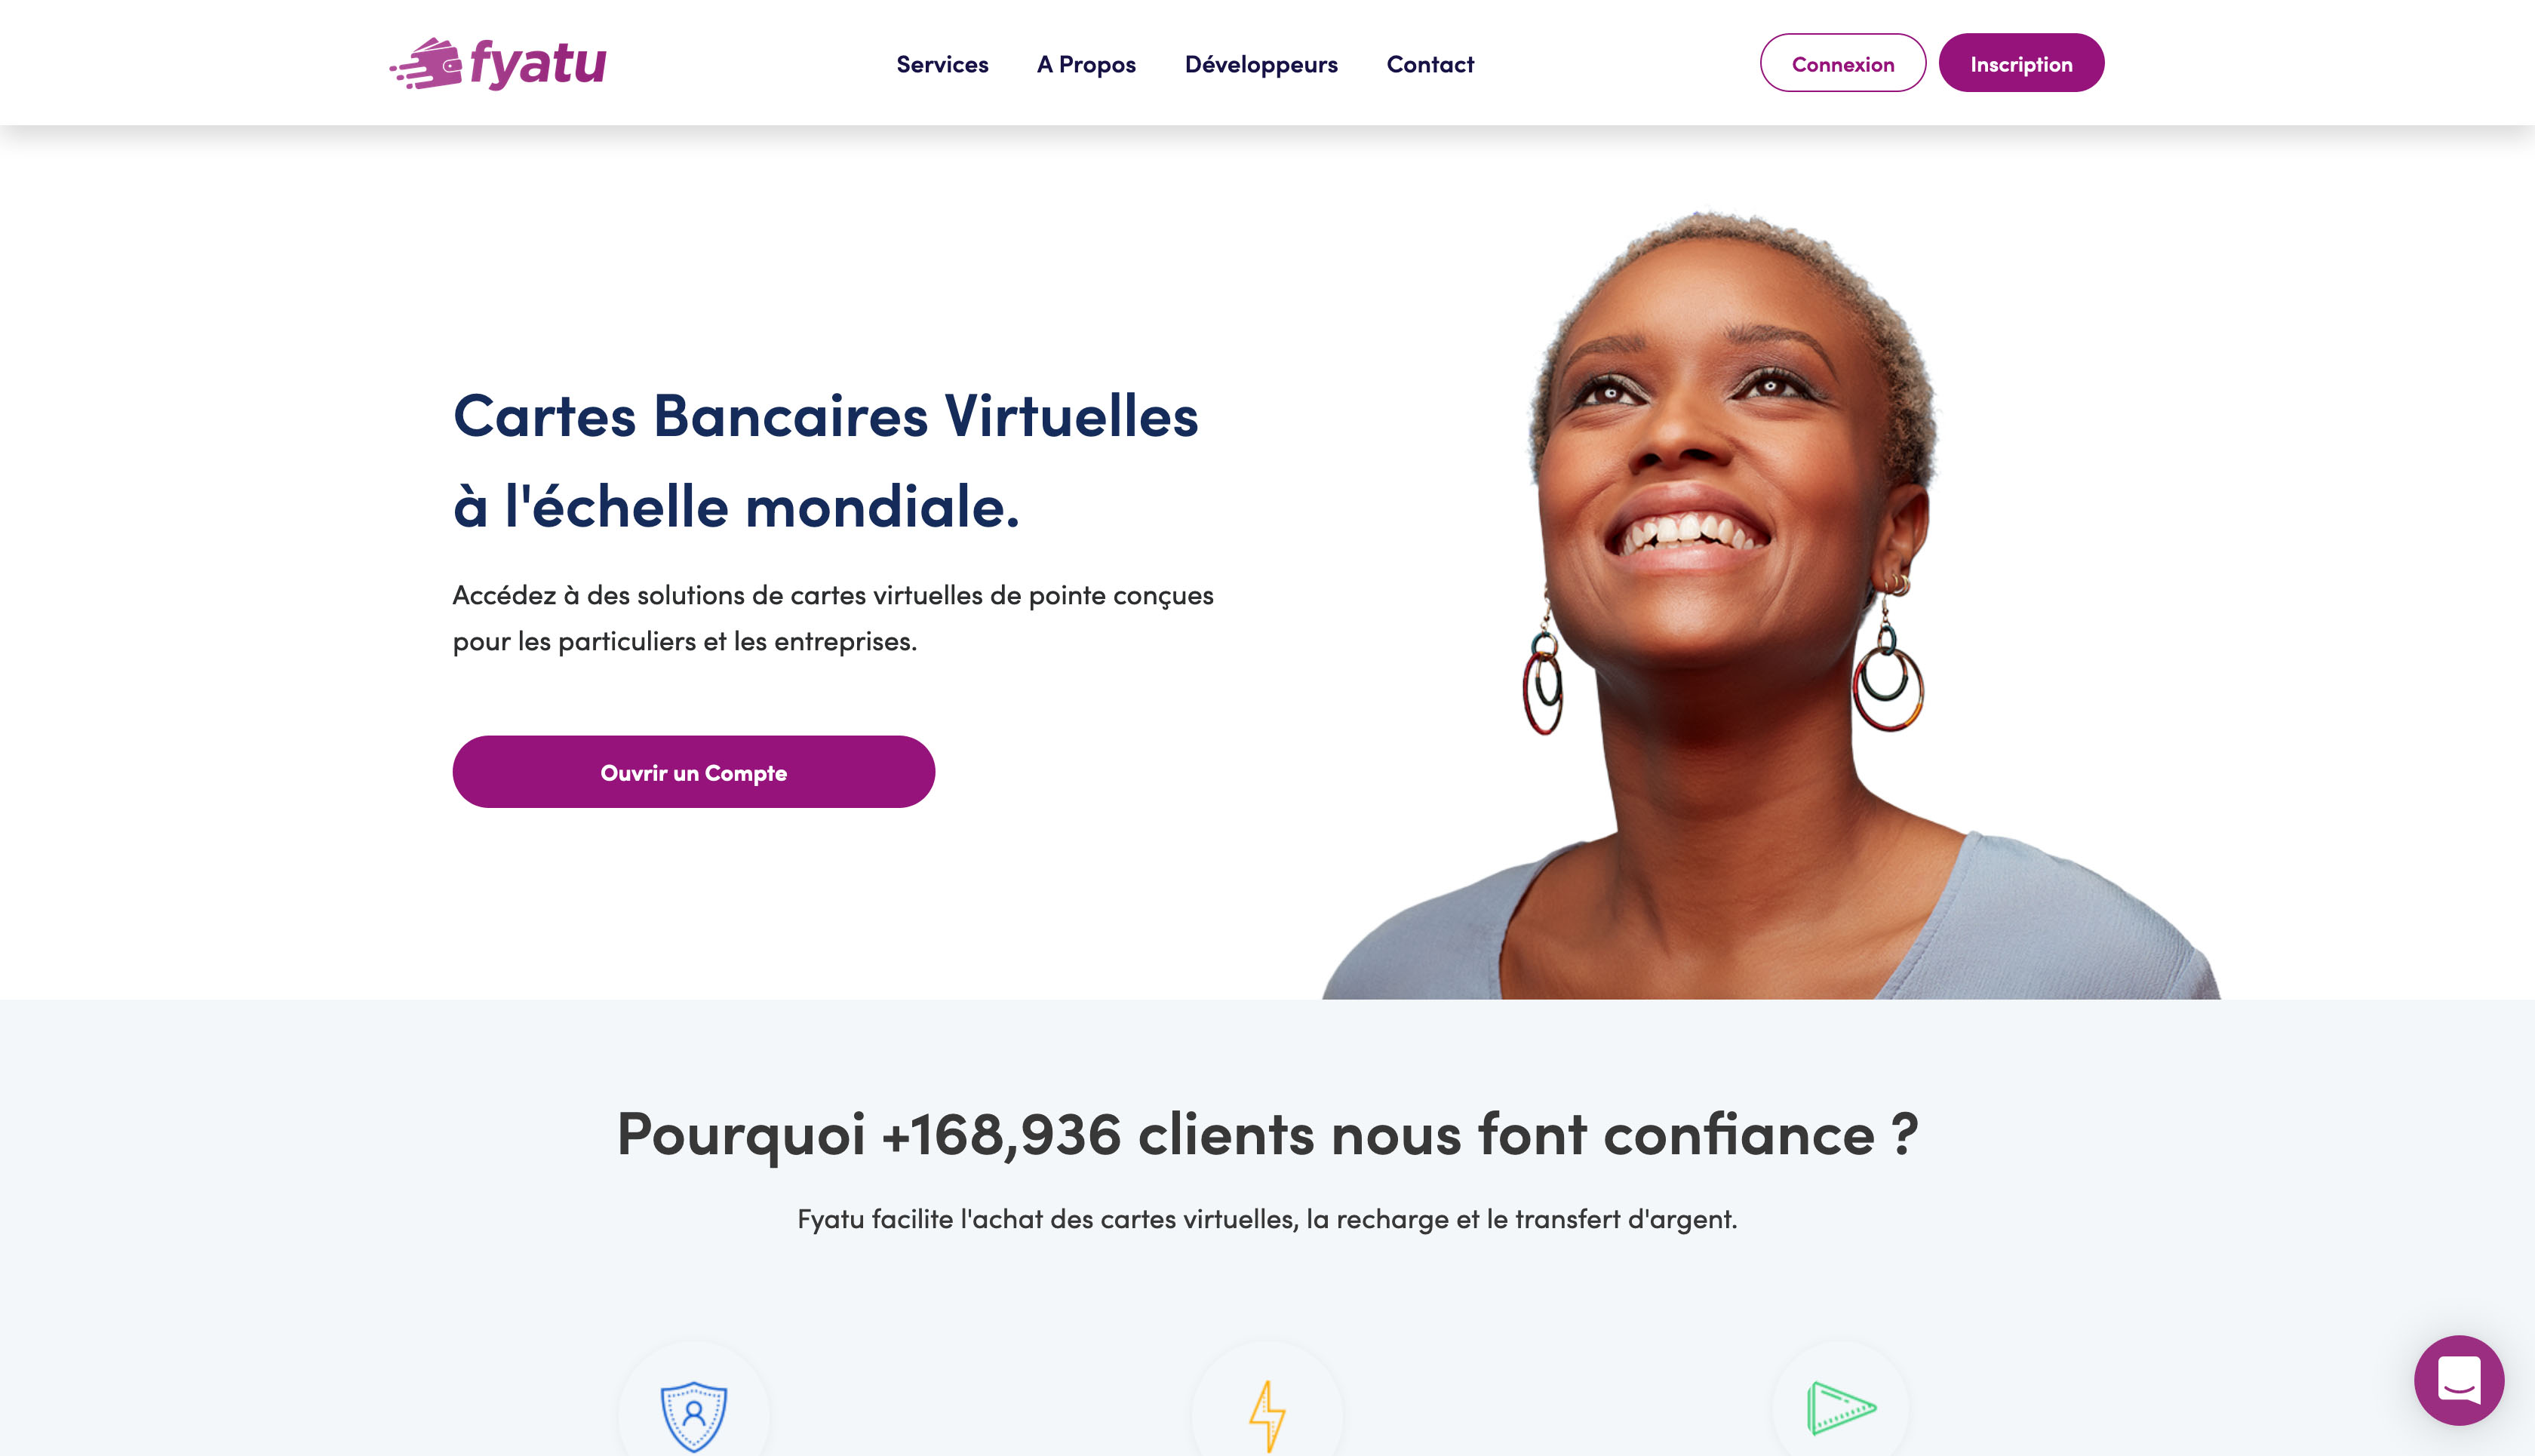 fyatu
Services
A Propos
Développeurs
Contact
Connexion
Inscription
Cartes Bancaires Virtuelles
à l'échelle mondiale.
Accédez à des solutions de cartes virtuelles de pointe conçues
pour les particuliers et les entreprises.
Ouvrir un Compte
Pourquoi +168,936 clients nous font confiance ?
Fyatu facilite l'achat des cartes virtuelles, la recharge et le transfert d'argent.